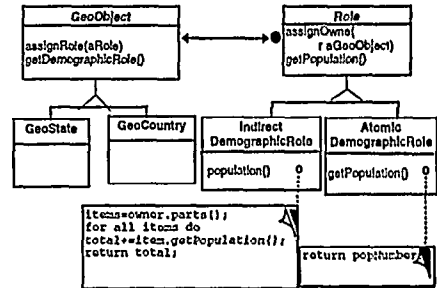 GeoObject
assignRole(aRole)
getDemographicRole()
Role
assignOwne(
r aGeoObject)
getPopulation()
GeoState
GeoCountry
Indirect
DemographicRole
population()
Atomic
DemographicRole
getPopulation()
items=owner.parts();
for all items do
total+=item.getPopulation();
return total;
return popNumber